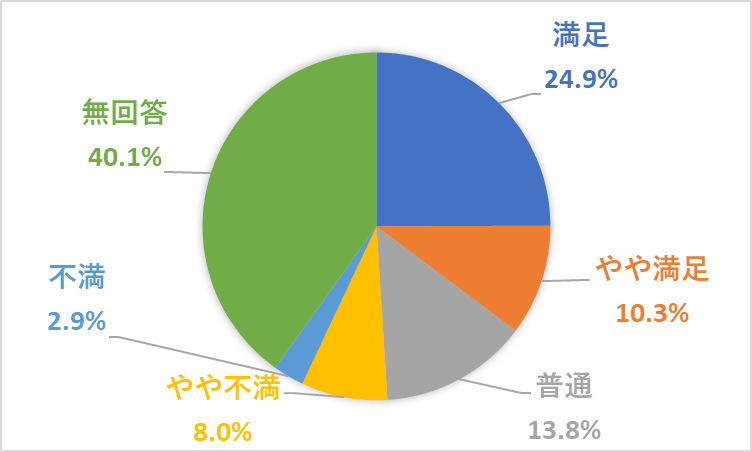 満足
24.9%
やや満足
10.3%
普通
13.8%
やや不満
8.0%
不満
2.9%
無回答
40.1%